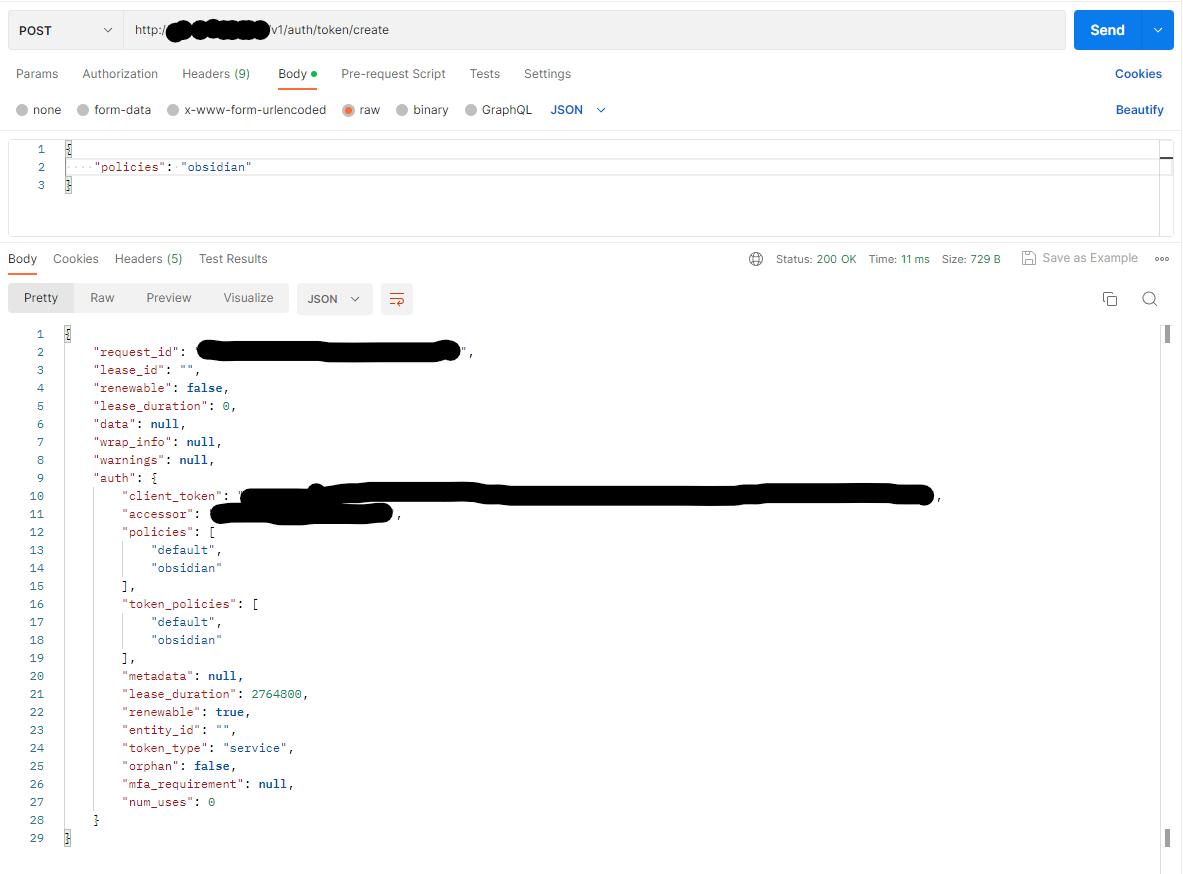 POST http:/ /v1/auth/token/create Send
Params Authorization Headers (9) Body Pre-request Script Tests Settings Cookies
none form-data x-www-form-urlencoded raw binary GraphQL JSON Beautify
1 {
2 "policies": "obsidian"
3 }
Body Cookies Headers (5) Test Results Status: 200 OK Time: 11 ms Size: 729 B Save as Example
Pretty Raw Preview Visualize JSON
1 {
2 "request_id": " ",
3 "lease_id": "",
4 "renewable": false,
5 "lease_duration": 0,
6 "data": null,
7 "wrap_info": null,
8 "warnings": null,
9 "auth": {
10 "client_token": " ,
11 "accessor": " ,
12 "policies": [
13 "default",
14 "obsidian"
15 ],
16 "token_policies": [
17 "default",
18 "obsidian"
19 ],
20 "metadata": null,
21 "lease_duration": 2764800,
22 "renewable": true,
23 "entity_id": "",
24 "token_type": "service",
25 "orphan": false,
26 "mfa_requirement": null,
27 "num_uses": 0
28 }
29 }